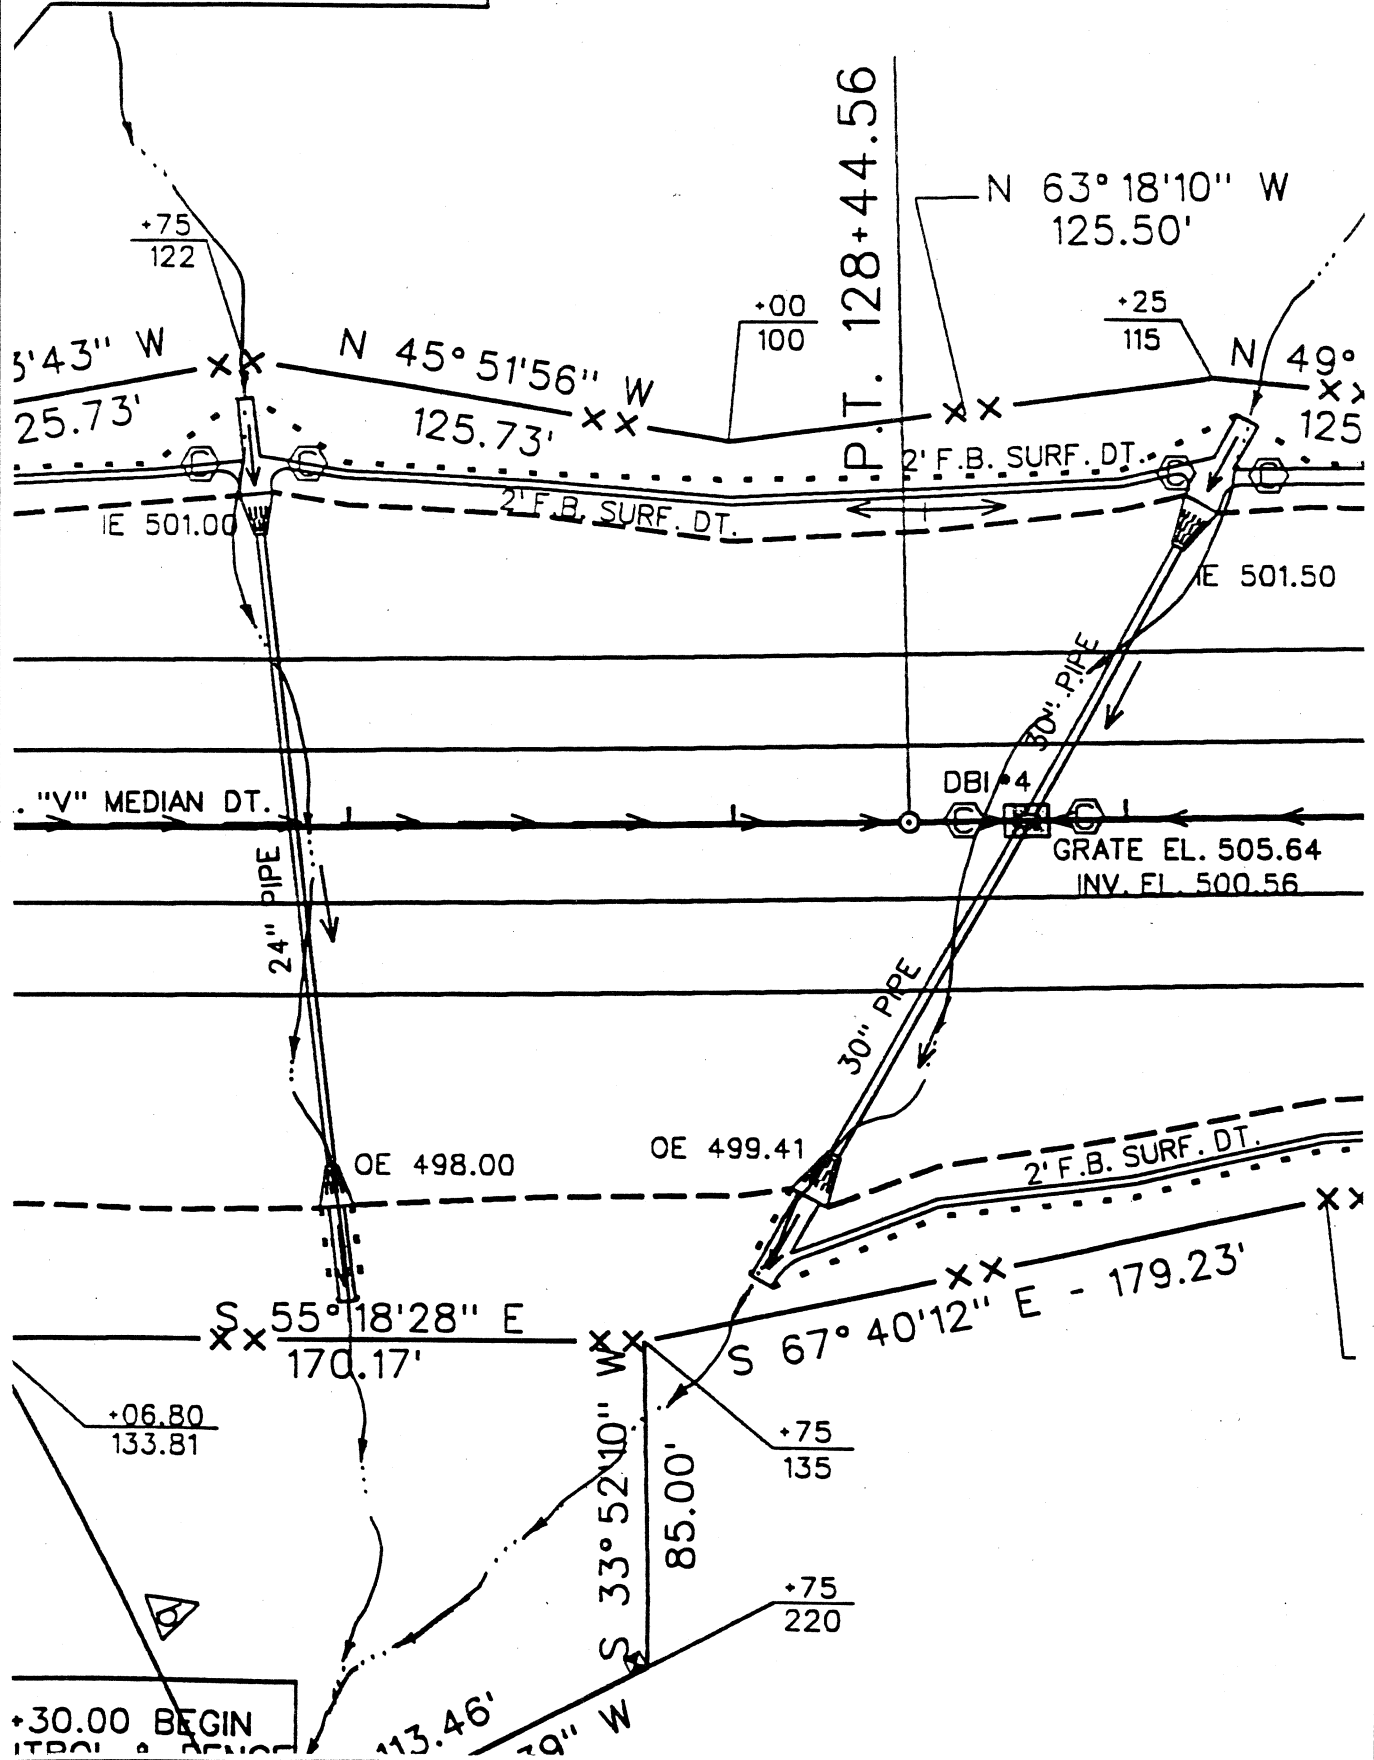 P.T. 128+44.56
N 63° 18'10" W
125.50'
+75
122
+00
100
+25
115
3'43" W
25.73'
N 45° 51'56" W
125.73'
N 49°
125
C
C
2' F.B. SURF. DT.
C
C
2' F.B. SURF. DT.
IE 501.00
IE 501.50
30" PIPE
DBI #4
. "V" MEDIAN DT.
C
C
GRATE EL. 505.64
INV. EL. 500.56
24" PIPE
30" PIPE
OE 498.00
OE 499.41
2' F.B. SURF. DT.
S 55° 18'28" E
170.17'
S 67° 40'12" E - 179.23'
+06.80
133.81
+75
135
S 33° 52'10" W
85.00'
+75
220
+30.00 BEGIN
113.46'
39" W